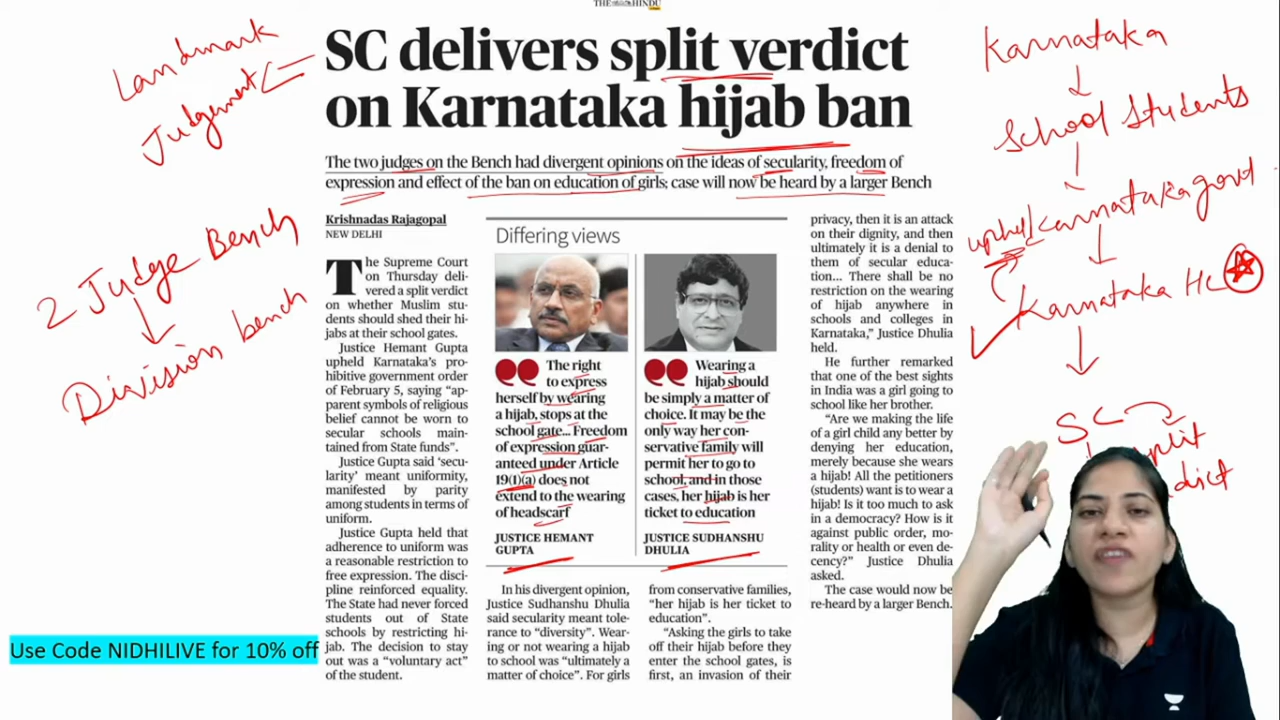 THE HINDU
SC delivers split verdict
on Karnataka hijab ban
The two judges on the Bench had divergent opinions on the ideas of secularity, freedom of
expression and effect of the ban on education of girls; case will now be heard by a larger Bench
Krishnadas Rajagopal
NEW DELHI
The Supreme Court
on Thursday deli-
vered a split verdict
on whether Muslim stu-
dents should shed their hi-
jabs at their school gates.
Justice Hemant Gupta
upheld Karnataka's pro-
hibitive government order
of February 5, saying "ap-
parent symbols of religious
belief cannot be worn to
secular schools main-
tained from State funds".
Justice Gupta said 'secu-
larity' meant uniformity,
manifested by parity
among students in terms of
uniform.
Justice Gupta held that
adherence to uniform was
a reasonable restriction to
free expression. The disci-
pline reinforced equality.
The State had never forced
students out of State
schools by restricting hi-
jab. The decision to stay
out was a "voluntary act"
of the student.
Differing views
The right
to express
herself by wearing
a hijab, stops at the
school gate... Freedom
of expression guar-
anteed under Article
19(1)(a) does not
extend to the wearing
of headscarf
JUSTICE HEMANT
GUPTA
Wearing a
hijab should
be simply a matter of
choice. It may be the
only way her con-
servative family will
permit her to go to
school, and in those
cases, her hijab is her
ticket to education
JUSTICE SUDHANSHU
DHULIA
In his divergent opinion,
Justice Sudhanshu Dhulia
said secularity meant tole-
rance to "diversity". Wear-
ing or not wearing a hijab
to school was "ultimately a
matter of choice". For girls
from conservative families,
"her hijab is her ticket to
education".
"Asking the girls to take
off their hijab before they
enter the school gates, is
first, an invasion of their
privacy, then it is an attack
on their dignity, and then
ultimately it is a denial to
them of secular educa-
tion... There shall be no
restriction on the wearing
of hijab anywhere in
schools and colleges in
Karnataka," Justice Dhulia
held.
He further remarked
that one of the best sights
in India was a girl going to
school like her brother.
"Are we making the life
of a girl child any better by
denying her education,
merely because she wears
a hijab! All the petitioners
(students) want is to wear a
hijab! Is it too much to ask
in a democracy? How is it
against public order, mo-
rality or health or even de-
cency?" Justice Dhulia
asked.
The case would now be
re-heard by a larger Bench.
Landmark
Judgement
2 Judge Bench
Division bench
Use Code NIDHILIVE for 10% off
Karnataka
School Students
Karnataka govt
Karnataka HC
SC
split
dict